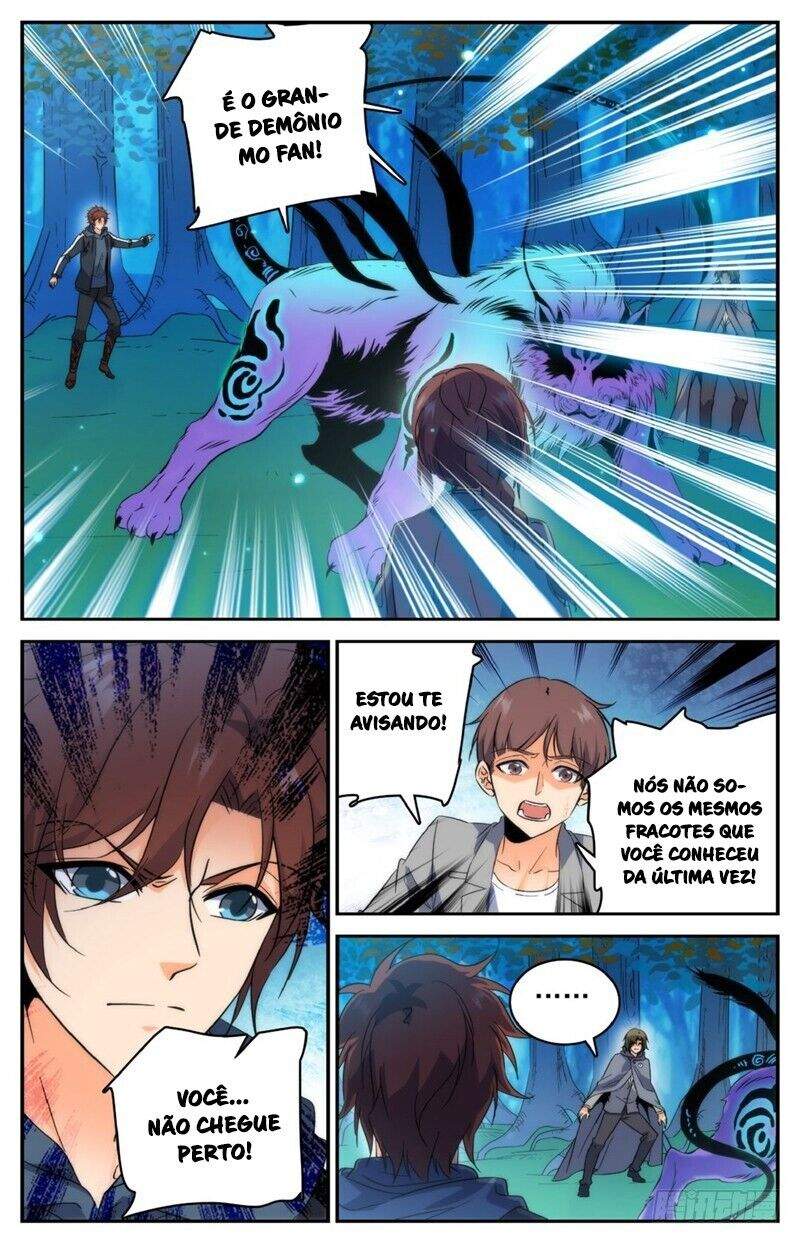 É O GRAN-
DE DEMÔNIO
MO FAN!
ESTOU TE
AVISANDO!
NÓS NÃO SO-
MOS OS MESMOS
FRACOTES QUE
VOCÊ CONHECEU
DA ÚLTIMA VEZ!
VOCÊ...
NÃO CHEGUE
PERTO!
......